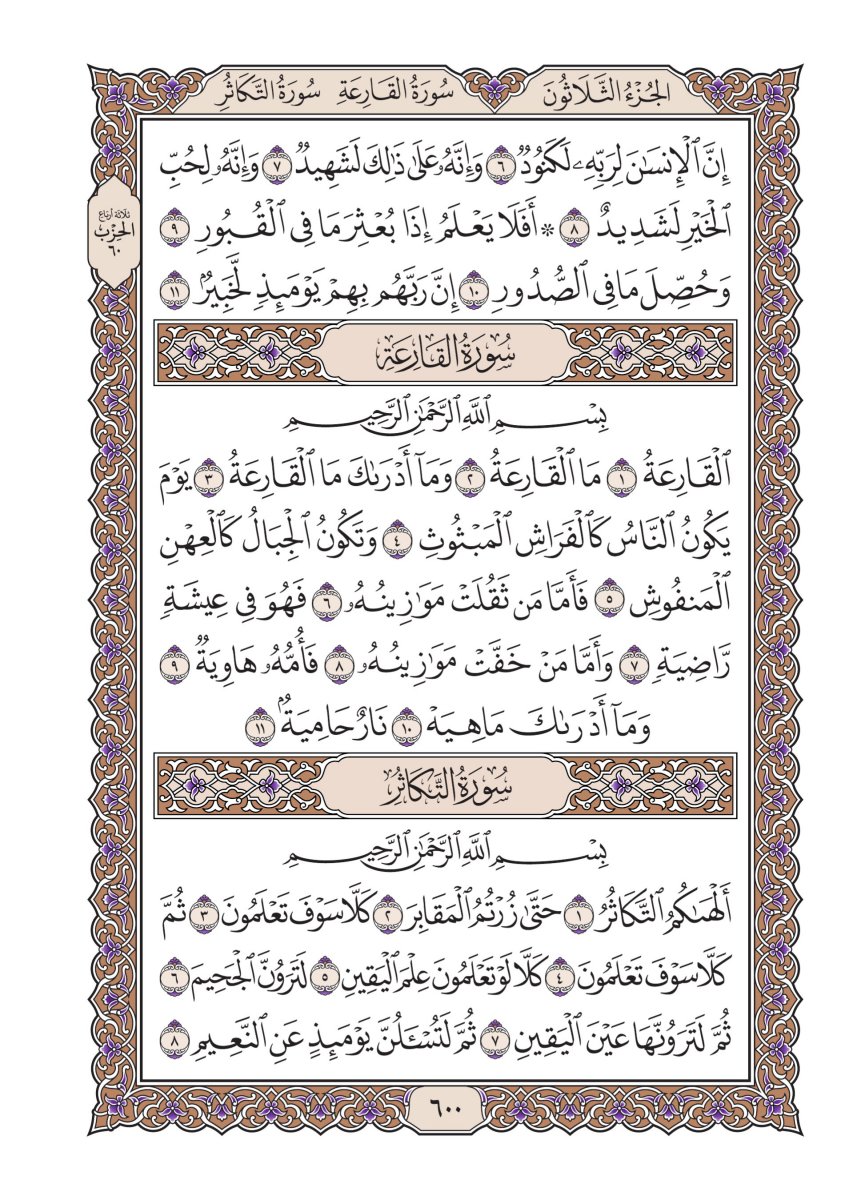 الجُزْءُ الثَّلَاثُونَ
سُورَةُ القَارِعَةِ سُورَةُ التَّكَاثُرِ
ثلاثة أرباع
الحِزْب
٦٠
إِنَّ ٱلْإِنسَٰنَ لِرَبِّهِۦ لَكَنُودٌ ٦ وَإِنَّهُۥ عَلَىٰ ذَٰلِكَ لَشَهِيدٌ ٧ وَإِنَّهُۥ لِحُبِّ
ٱلْخَيْرِ لَشَدِيدٌ ٨ ۞ أَفَلَا يَعْلَمُ إِذَا بُعْثِرَ مَا فِى ٱلْقُبُورِ ٩
وَحُصِّلَ مَا فِى ٱلصُّدُورِ ١٠ إِنَّ رَبَّهُم بِهِمْ يَوْمَئِذٍ لَّخَبِيرٌۢ ١١
سُورَةُ القَارِعَةِ
بِسْمِ ٱللَّهِ ٱلرَّحْمَٰنِ ٱلرَّحِيمِ
ٱلْقَارِعَةُ ١ مَا ٱلْقَارِعَةُ ٢ وَمَآ أَدْرَىٰكَ مَا ٱلْقَارِعَةُ ٣ يَوْمَ
يَكُونُ ٱلنَّاسُ كَٱلْفَرَاشِ ٱلْمَبْثُوثِ ٤ وَتَكُونُ ٱلْجِبَالُ كَٱلْعِهْنِ
ٱلْمَنفُوشِ ٥ فَأَمَّا مَن ثَقُلَتْ مَوَٰزِينُهُۥ ٦ فَهُوَ فِى عِيشَةٍ
رَّاضِيَةٍ ٧ وَأَمَّا مَنْ خَفَّتْ مَوَٰزِينُهُۥ ٨ فَأُمُّهُۥ هَاوِيَةٌ ٩
وَمَآ أَدْرَىٰكَ مَا هِيَهْ ١٠ نَارٌ حَامِيَةٌۢ ١١
سُورَةُ التَّكَاثُرِ
بِسْمِ ٱللَّهِ ٱلرَّحْمَٰنِ ٱلرَّحِيمِ
أَلْهَىٰكُمُ ٱلتَّكَاثُرُ ١ حَتَّىٰ زُرْتُمُ ٱلْمَقَابِرَ ٢ كَلَّا سَوْفَ تَعْلَمُونَ ٣ ثُمَّ
كَلَّا سَوْفَ تَعْلَمُونَ ٤ كَلَّا لَوْ تَعْلَمُونَ عِلْمَ ٱلْيَقِينِ ٥ لَتَرَوُنَّ ٱلْجَحِيمَ ٦
ثُمَّ لَتَرَوُنَّهَا عَيْنَ ٱلْيَقِينِ ٧ ثُمَّ لَتُسْـَٔلُنَّ يَوْمَئِذٍ عَنِ ٱلنَّعِيمِ ٨
٦٠٠